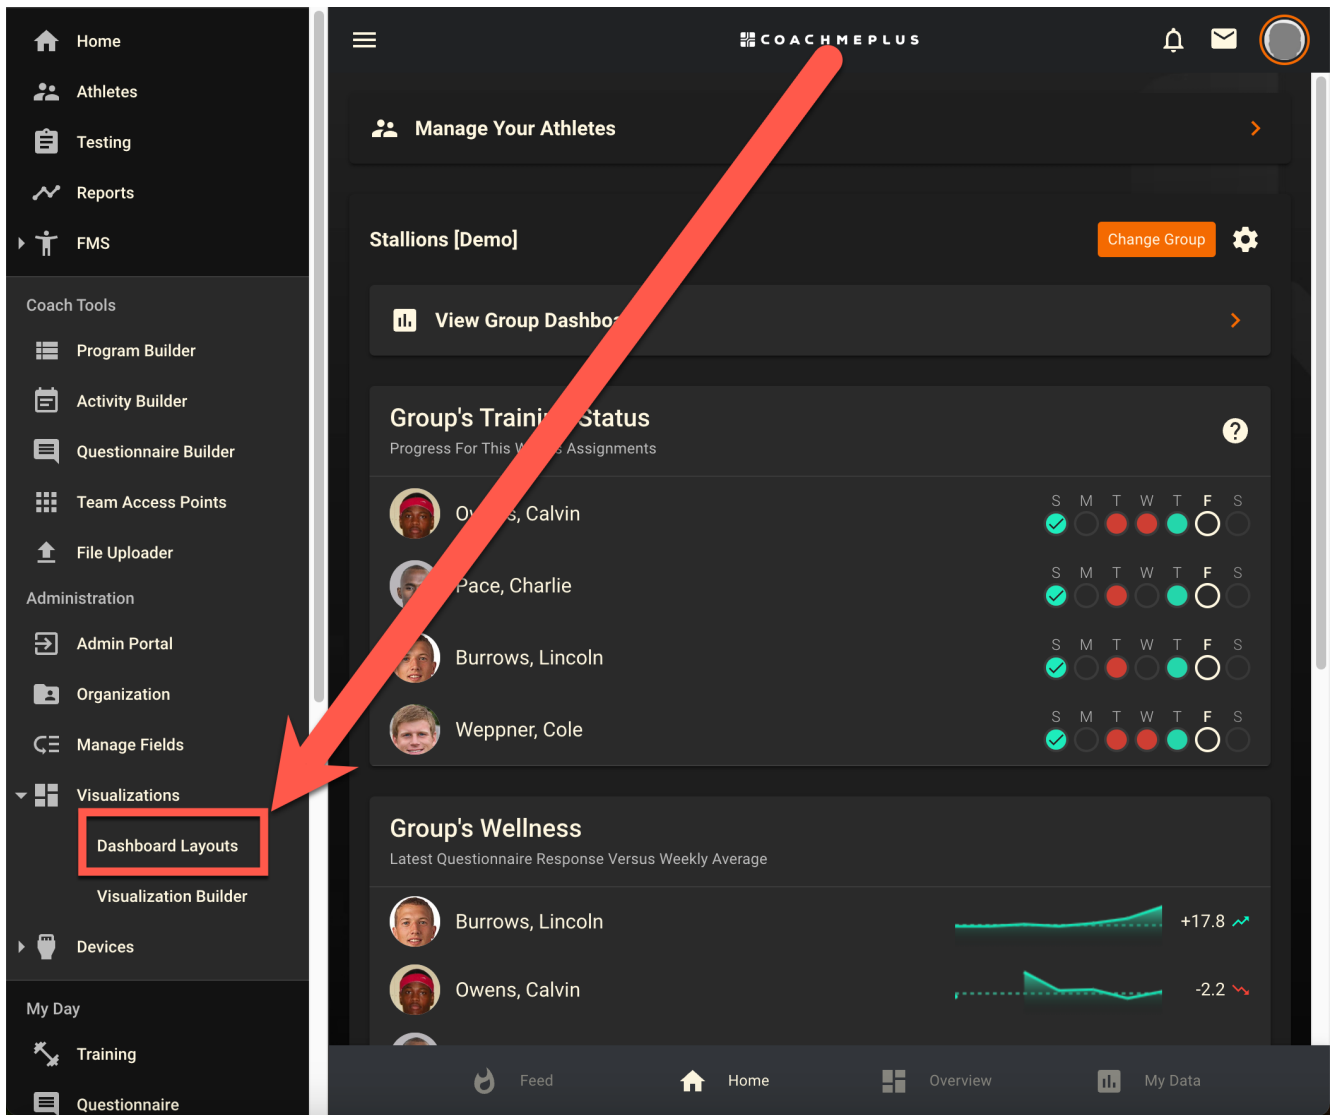 Home
Athletes
Testing
Reports
FMS
Coach Tools
Program Builder
Activity Builder
Questionnaire Builder
Team Access Points
File Uploader
Administration
Admin Portal
Organization
Manage Fields
Visualizations
Dashboard Layouts
Visualization Builder
Devices
My Day
Training
Questionnaire
COACHMEPLUS
Manage Your Athletes
Stallions [Demo]
Change Group
View Group
Group's Training Status
Progress For This Assignments
S M T W T F S
Calvin
S M T W T F S
Pace, Charlie
S M T W T F S
Burrows, Lincoln
S M T W T F S
Weppner, Cole
Group's Wellness
Latest Questionnaire Response Versus Weekly Average
Burrows, Lincoln
+17.8
Owens, Calvin
-2.2
Feed
Home
Overview
My Data